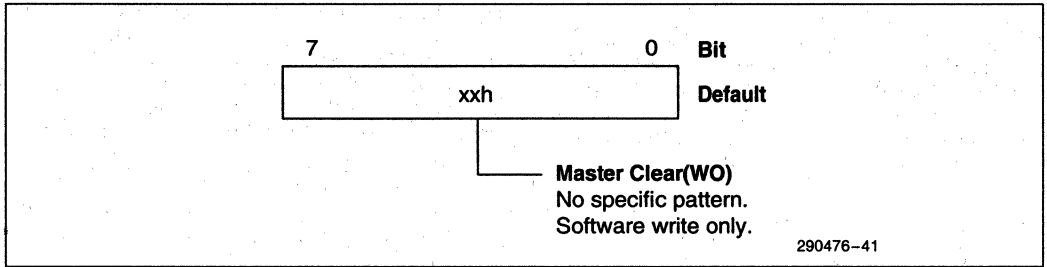 7 0 Bit
xxh Default
Master Clear(WO)
No specific pattern.
Software write only.
290476–41